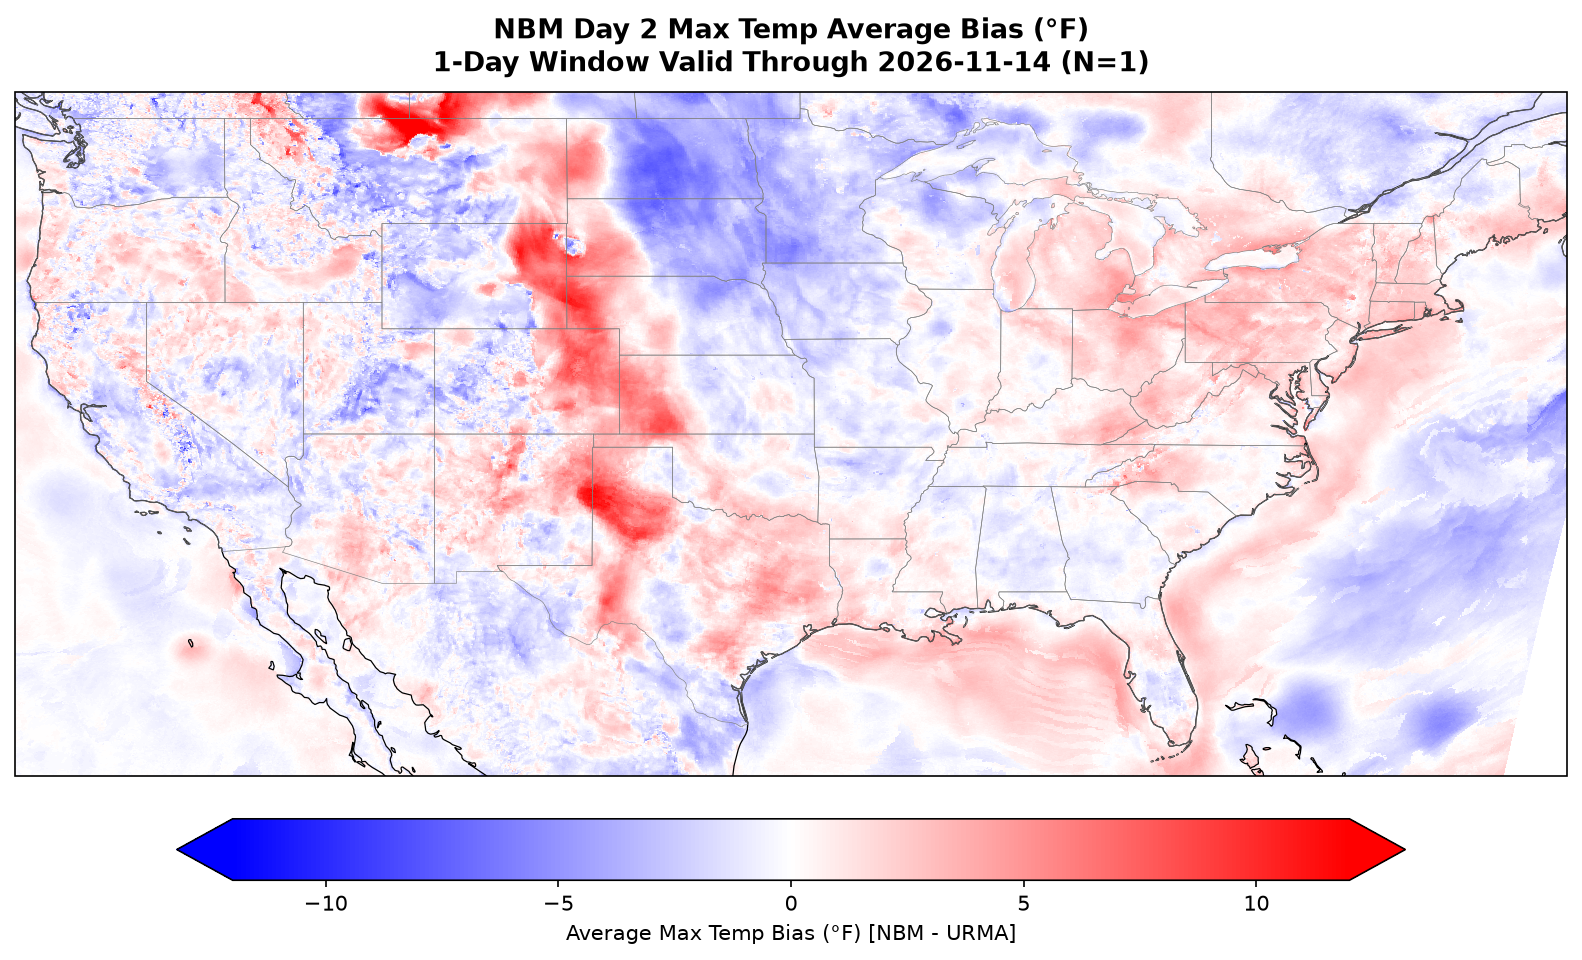 NBM Day 2 Max Temp Average Bias (°F)
1-Day Window Valid Through 2026-11-14 (N=1)
−10 −5 0 5 10
Average Max Temp Bias (°F) [NBM - URMA]